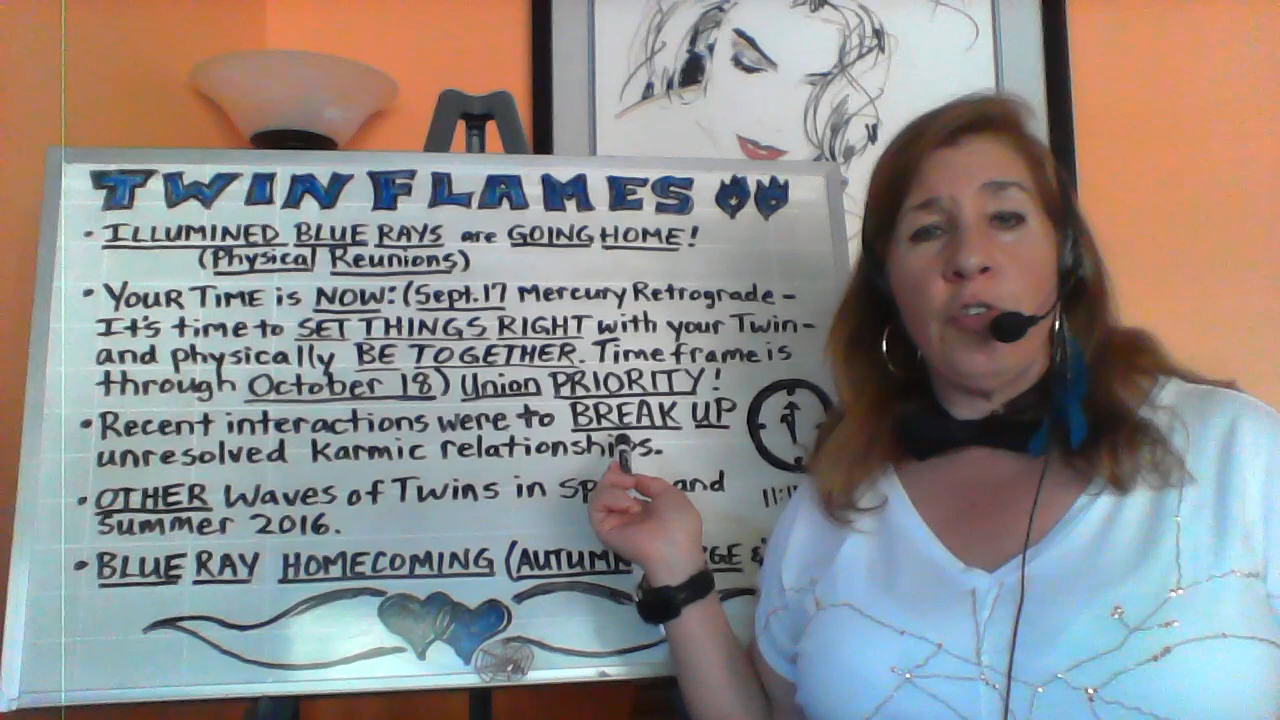 TWIN FLAMES
• ILLUMINED BLUE RAYS are GOING HOME!
(Physical Reunions)
• YOUR TIME is NOW: (Sept. 17 Mercury Retrograde -
It's time to SET THINGS RIGHT with your Twin -
and physically BE TOGETHER. Timeframe is
through October 18) Union PRIORITY!
• Recent interactions were to BREAK UP
unresolved karmic relationships.
• OTHER Waves of Twins in and
Summer 2016.
• BLUE RAY HOMECOMING (